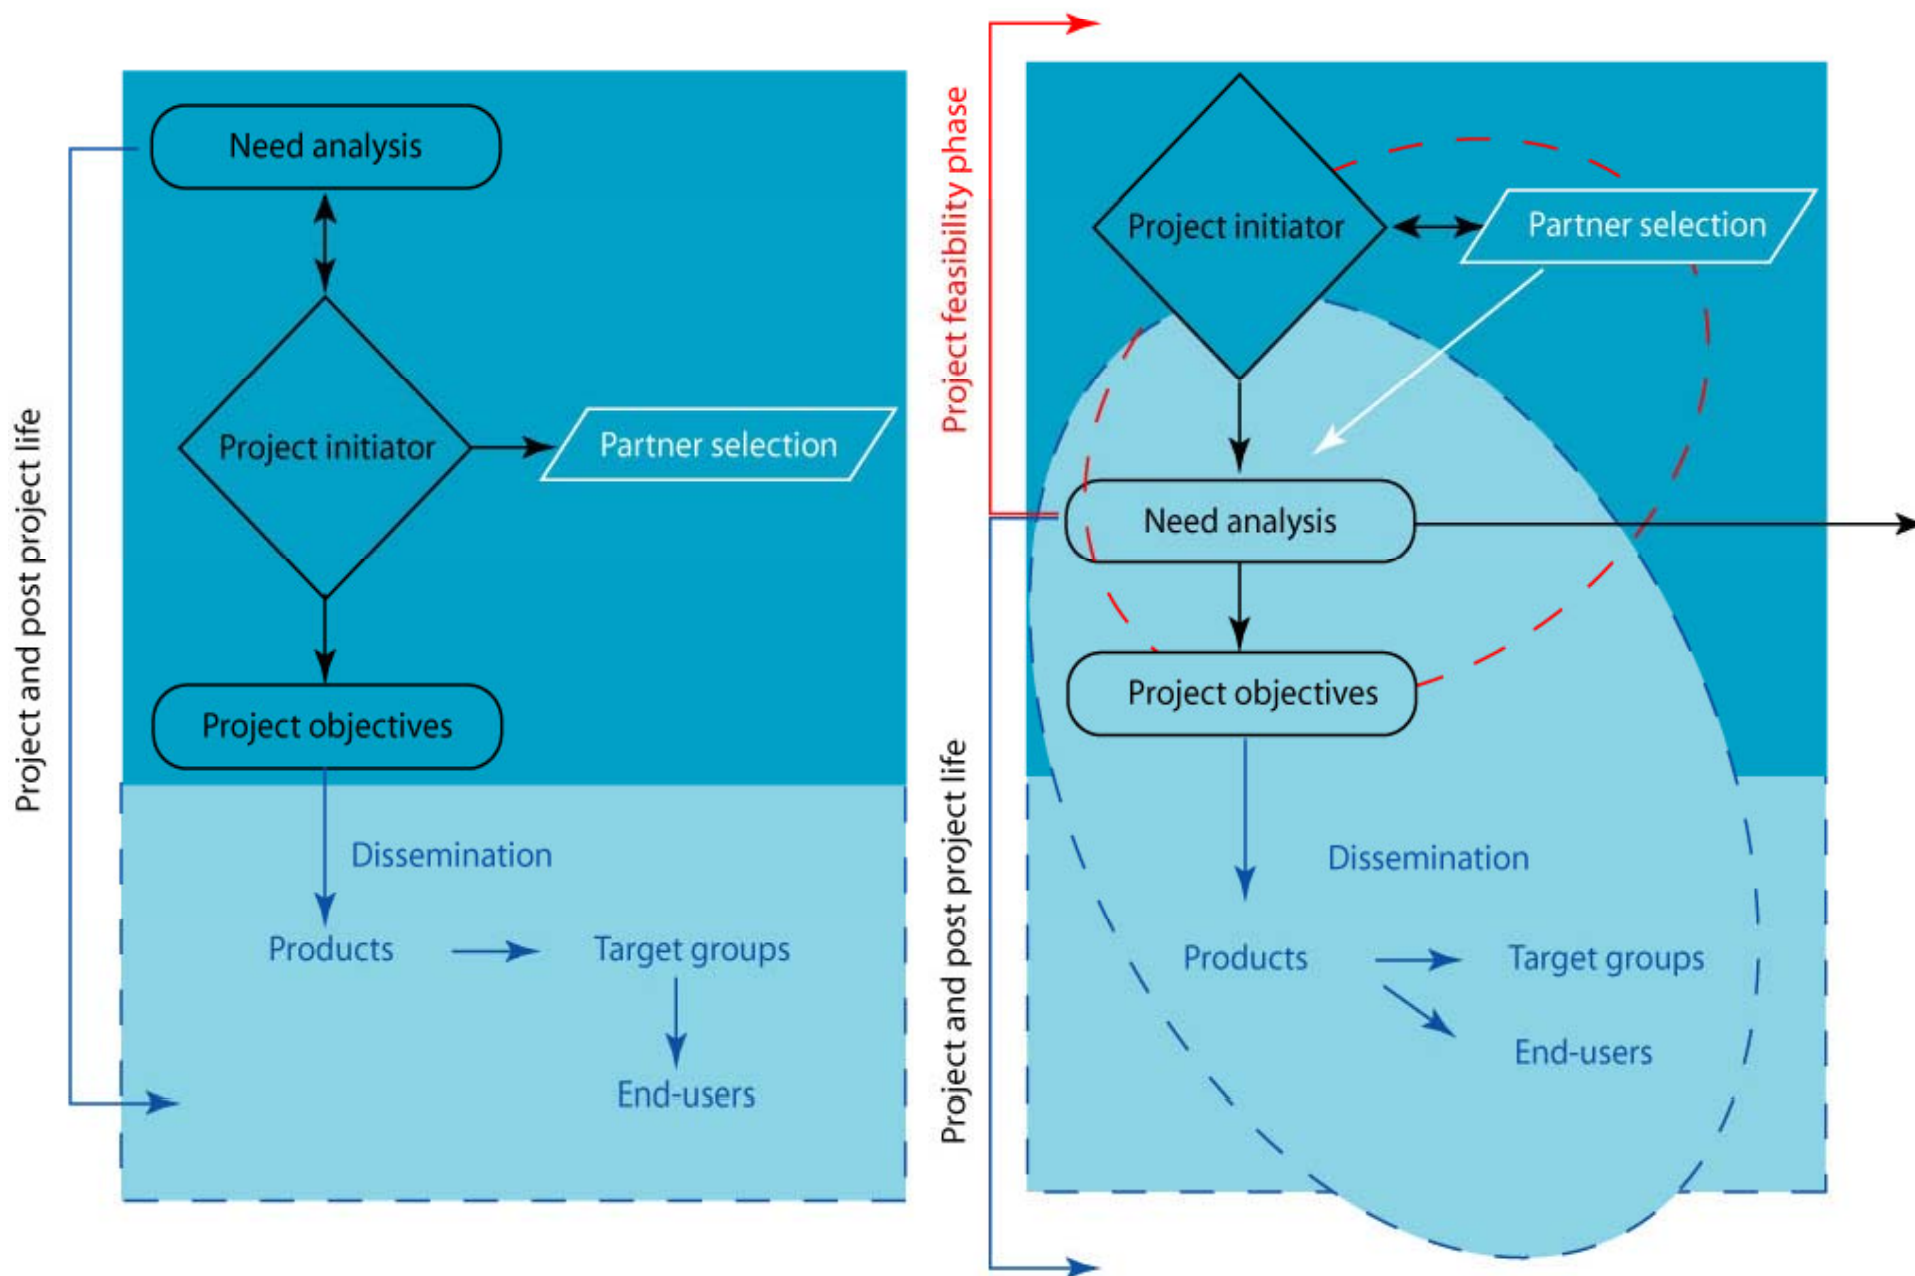 Project and post project life
Need analysis
Project initiator
Partner selection
Project objectives
Dissemination
Products
Target groups
End-users
Project feasibility phase
Project and post project life
Project initiator
Partner selection
Need analysis
Project objectives
Dissemination
Products
Target groups
End-users